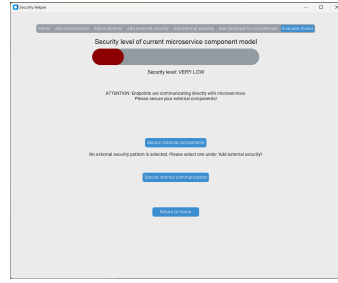 Security Helper
Home Add microservice Add endpoints Add external security Add internal security Add database to microservice Evaluate model
Security level of current microservice component model
Security level: VERY LOW
ATTENTION: Endpoints are communicating directly with microservices.
Please secure your external components!
Secure external components
No external security pattern is selected. Please select one under 'Add external security'!
Secure internal communication
Return to Home